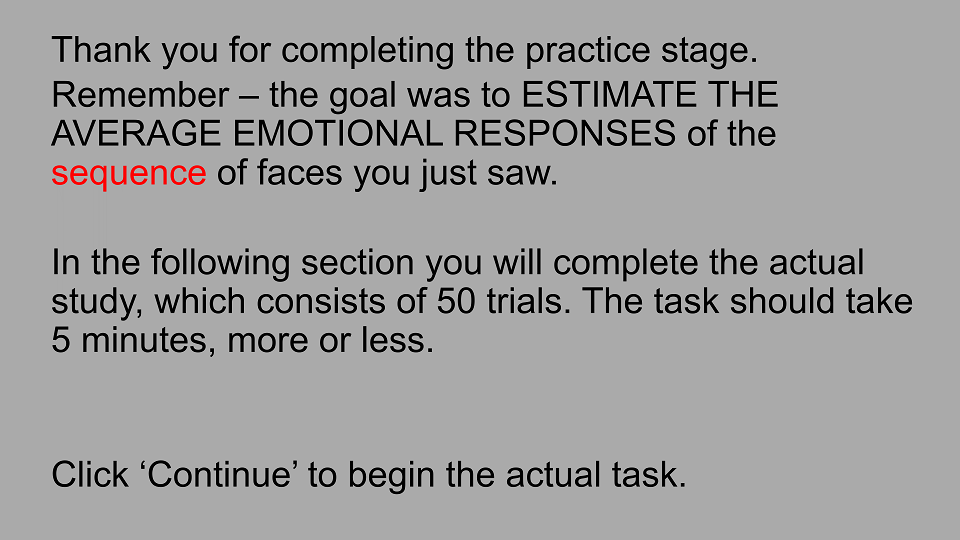 Thank you for completing the practice stage.
Remember – the goal was to ESTIMATE THE
AVERAGE EMOTIONAL RESPONSES of the
sequence of faces you just saw.
In the following section you will complete the actual
study, which consists of 50 trials. The task should take
5 minutes, more or less.
Click ‘Continue’ to begin the actual task.